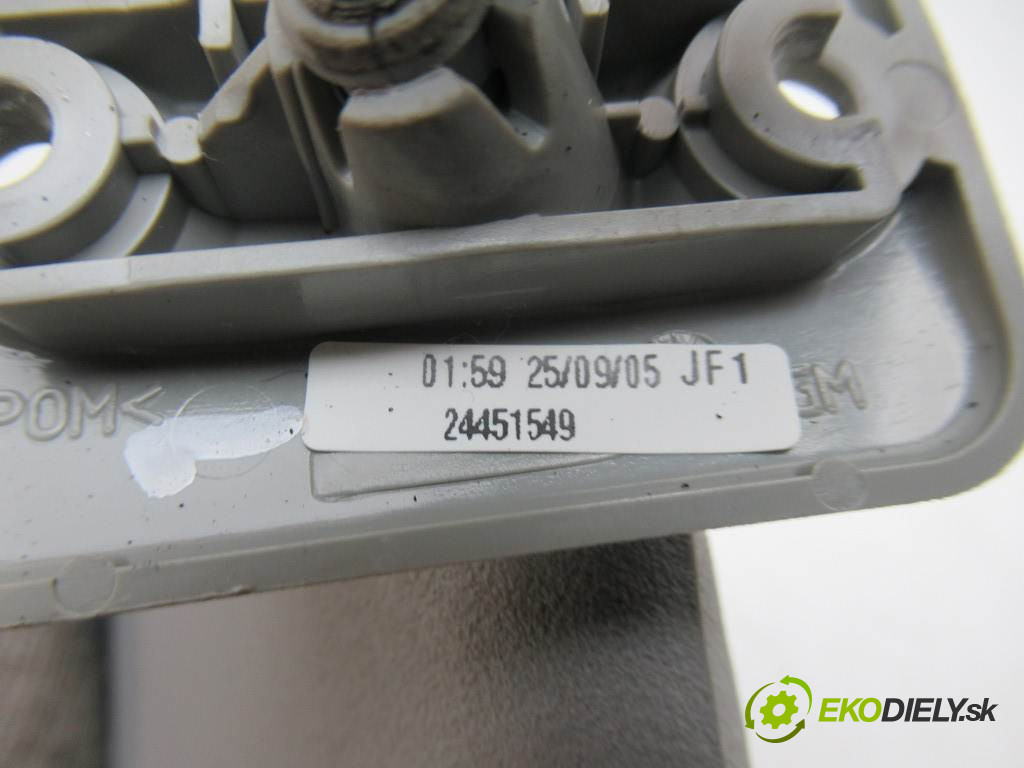 01:59 25/09/05 JF1
24451549
POM<
GM
EKODIELY.sk